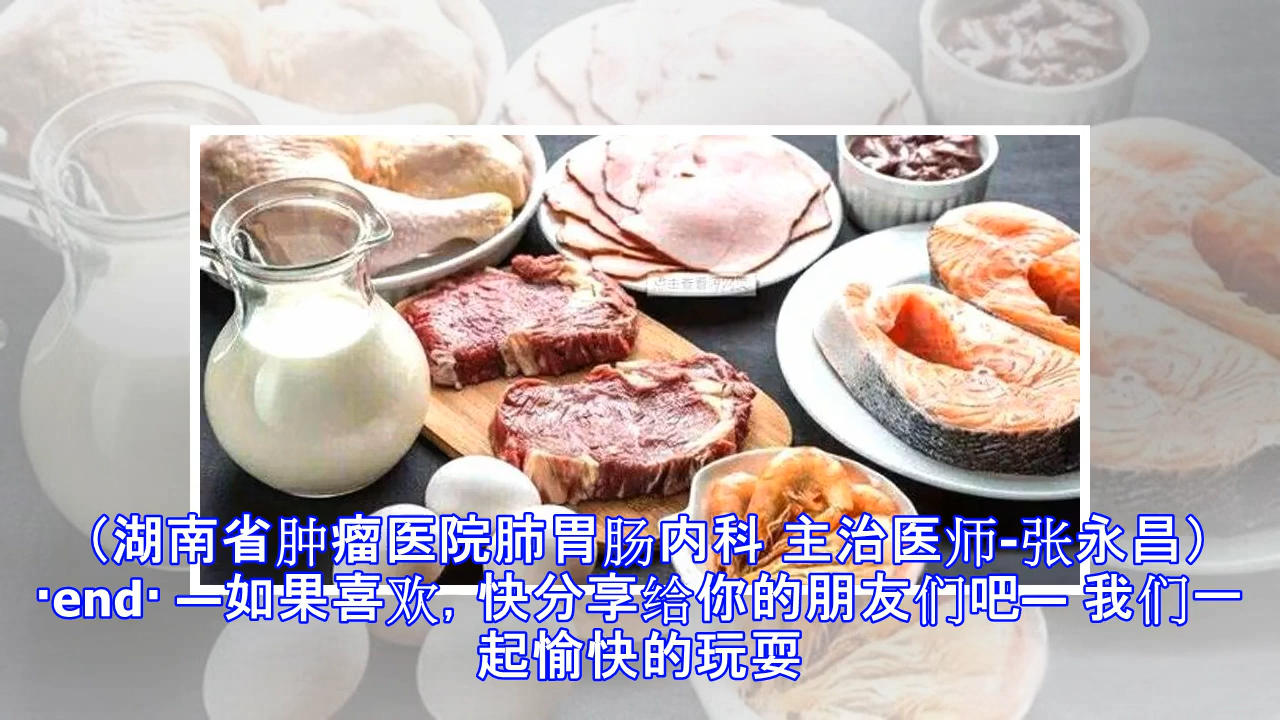 （湖南省肿瘤医院肺胃肠内科 主治医师-张永昌）
·end· —如果喜欢，快分享给你的朋友们吧— 我们一
起愉快的玩耍